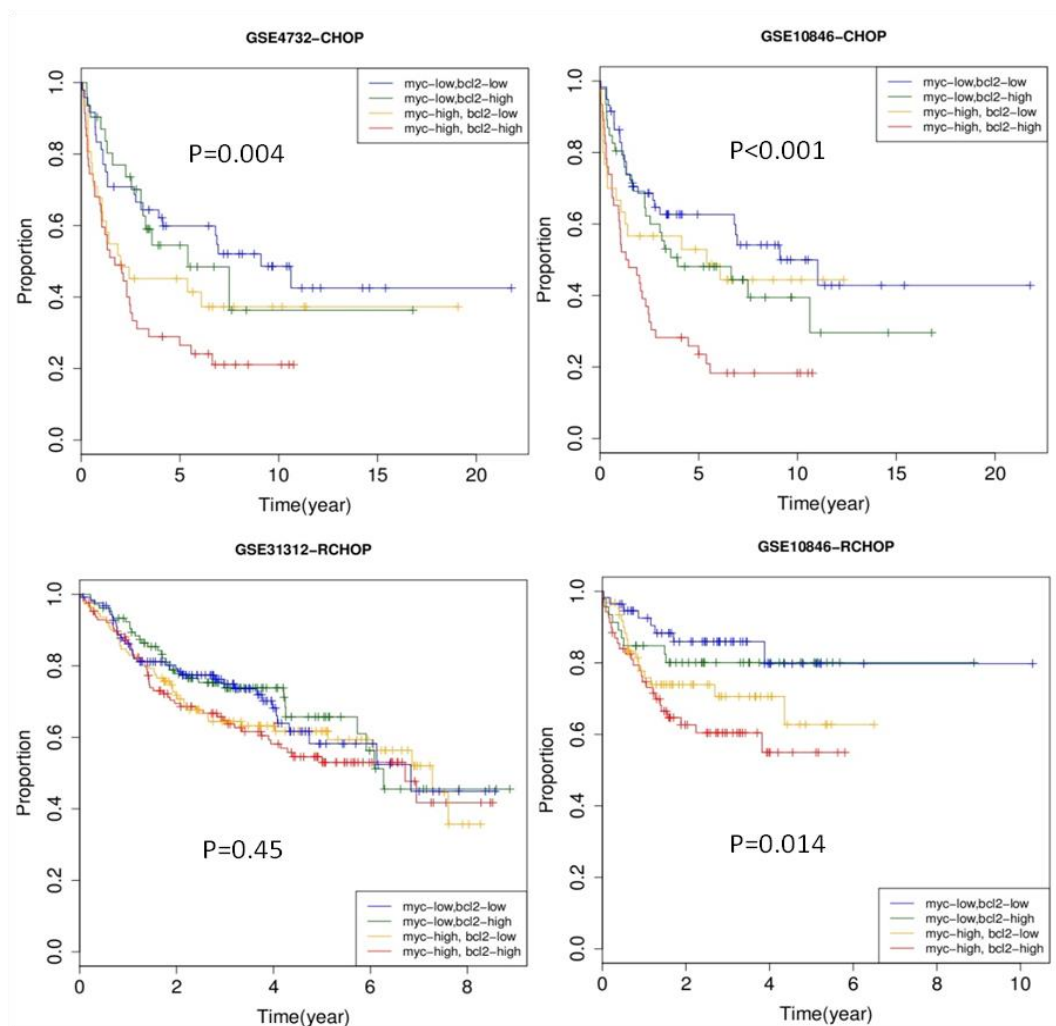 GSE4732-CHOP
Proportion
0.0 0.2 0.4 0.6 0.8 1.0
myc-low,bcl2-low
myc-low,bcl2-high
myc-high, bcl2-low
myc-high, bcl2-high
P=0.004
0 5 10 15 20
Time(year)
GSE10846-CHOP
Proportion
0.0 0.2 0.4 0.6 0.8 1.0
myc-low,bcl2-low
myc-low,bcl2-high
myc-high, bcl2-low
myc-high, bcl2-high
P<0.001
0 5 10 15 20
Time(year)
GSE31312-RCHOP
Proportion
0.0 0.2 0.4 0.6 0.8 1.0
P=0.45
myc-low,bcl2-low
myc-low,bcl2-high
myc-high, bcl2-low
myc-high, bcl2-high
0 2 4 6 8
Time(year)
GSE10846-RCHOP
Proportion
0.0 0.2 0.4 0.6 0.8 1.0
P=0.014
myc-low,bcl2-low
myc-low,bcl2-high
myc-high, bcl2-low
myc-high, bcl2-high
0 2 4 6 8 10
Time(year)